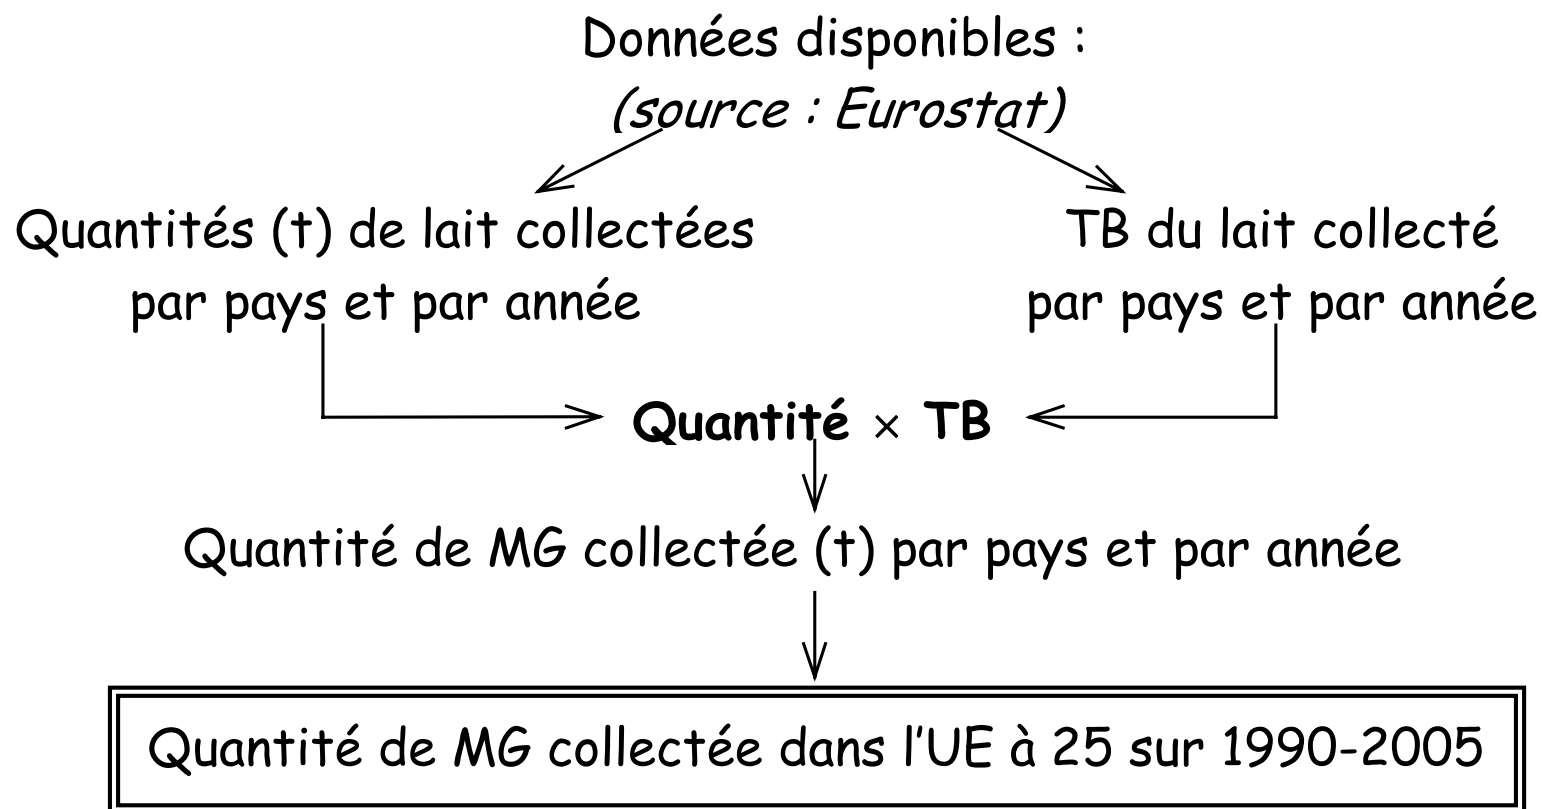 Données disponibles :
(source : Eurostat)
Quantités (t) de lait collectées
par pays et par année
TB du lait collecté
par pays et par année
Quantité × TB
Quantité de MG collectée (t) par pays et par année
Quantité de MG collectée dans l'UE à 25 sur 1990-2005